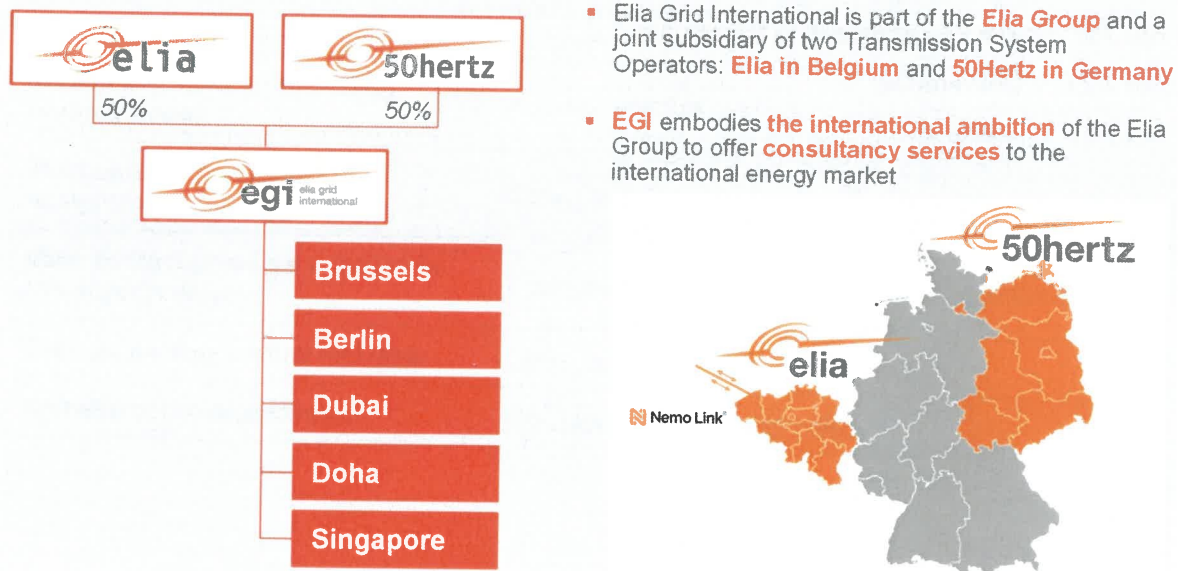 elia
50hertz
50%
50%
egi elia grid
international
Brussels
Berlin
Dubai
Doha
Singapore
▪ Elia Grid International is part of the Elia Group and a
joint subsidiary of two Transmission System
Operators: Elia in Belgium and 50Hertz in Germany
▪ EGI embodies the international ambition of the Elia
Group to offer consultancy services to the
international energy market
50hertz
elia
Nemo Link